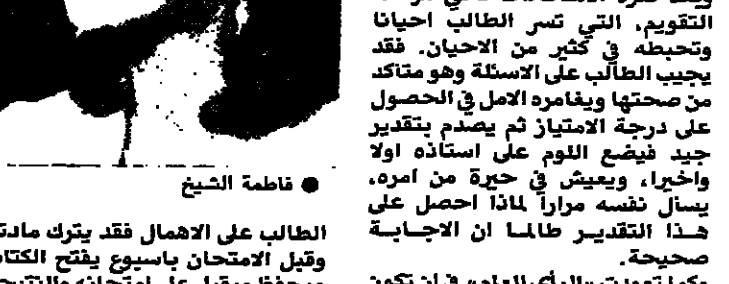 التقويم، التي تسر الطالب احيانا
وتحبطه في كثير من الاحيان. فقد
يجيب الطالب على الاسئلة وهو متاكد
من صحتها ويغامره الامل في الحصول
على درجة الامتياز ثم يصدم بتقدير
جيد فيضع اللوم على استاذه اولا
واخيرا، ويعيش في حيرة من امره،
يسأل نفسه مراراً لماذا احصل على
هذا التقدير طالما ان الاجابة
صحيحة.
● فاطمة الشيخ
الطالب على الاهمال فقد يترك مادت
وقبل الامتحان باسبوع يفتح الكتا